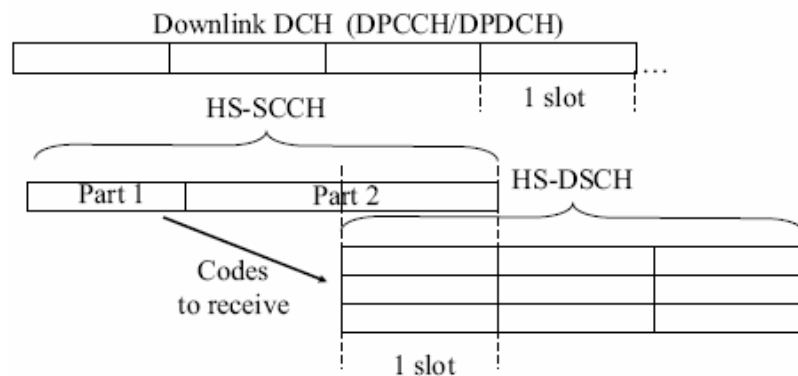 Downlink DCH (DPCCH/DPDCH)
...
1 slot
HS-SCCH
HS-DSCH
Part 1
Part 2
Codes
to receive
1 slot